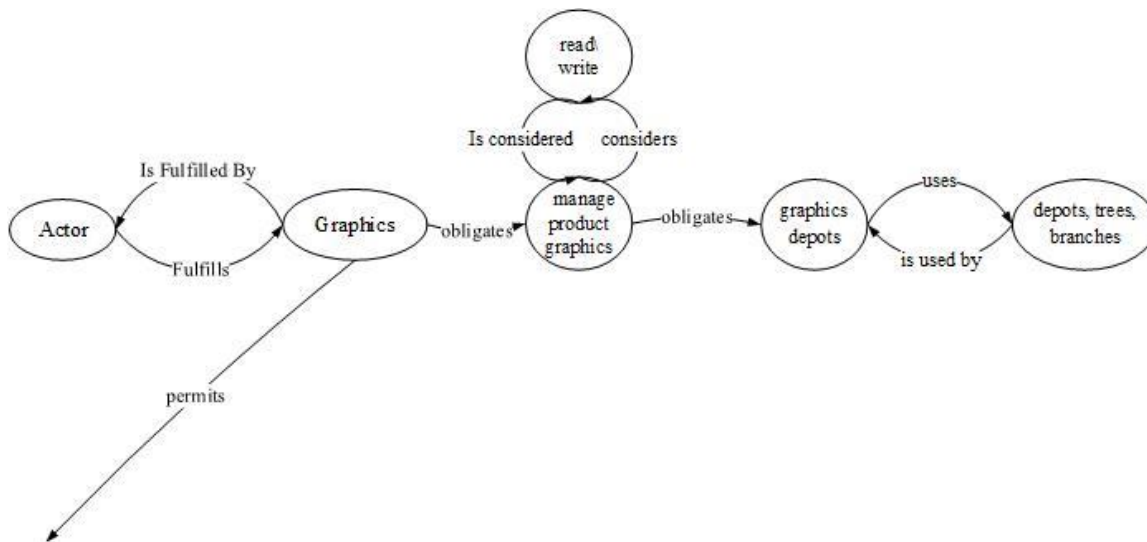 read\
write
Is considered
considers
Is Fulfilled By
Actor
Fulfills
Graphics
obligates
manage
product
graphics
obligates
graphics
depots
uses
is used by
depots, trees,
branches
permits